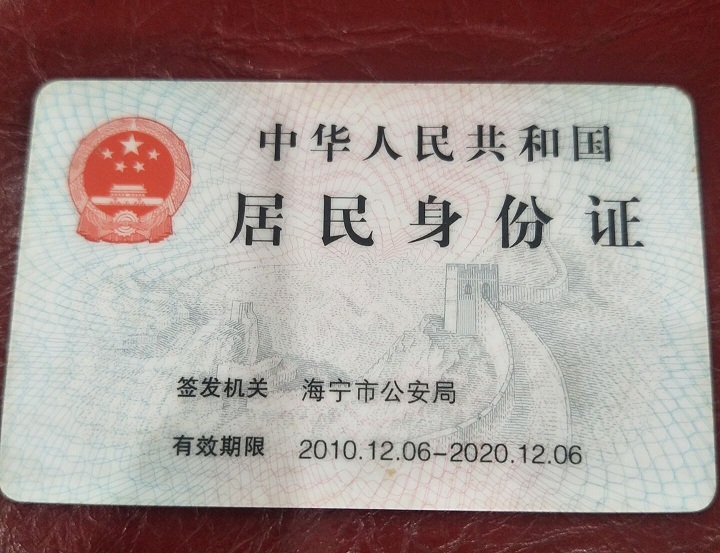 中华人民共和国
居民身份证
签发机关 海宁市公安局
有效期限 2010.12.06-2020.12.06